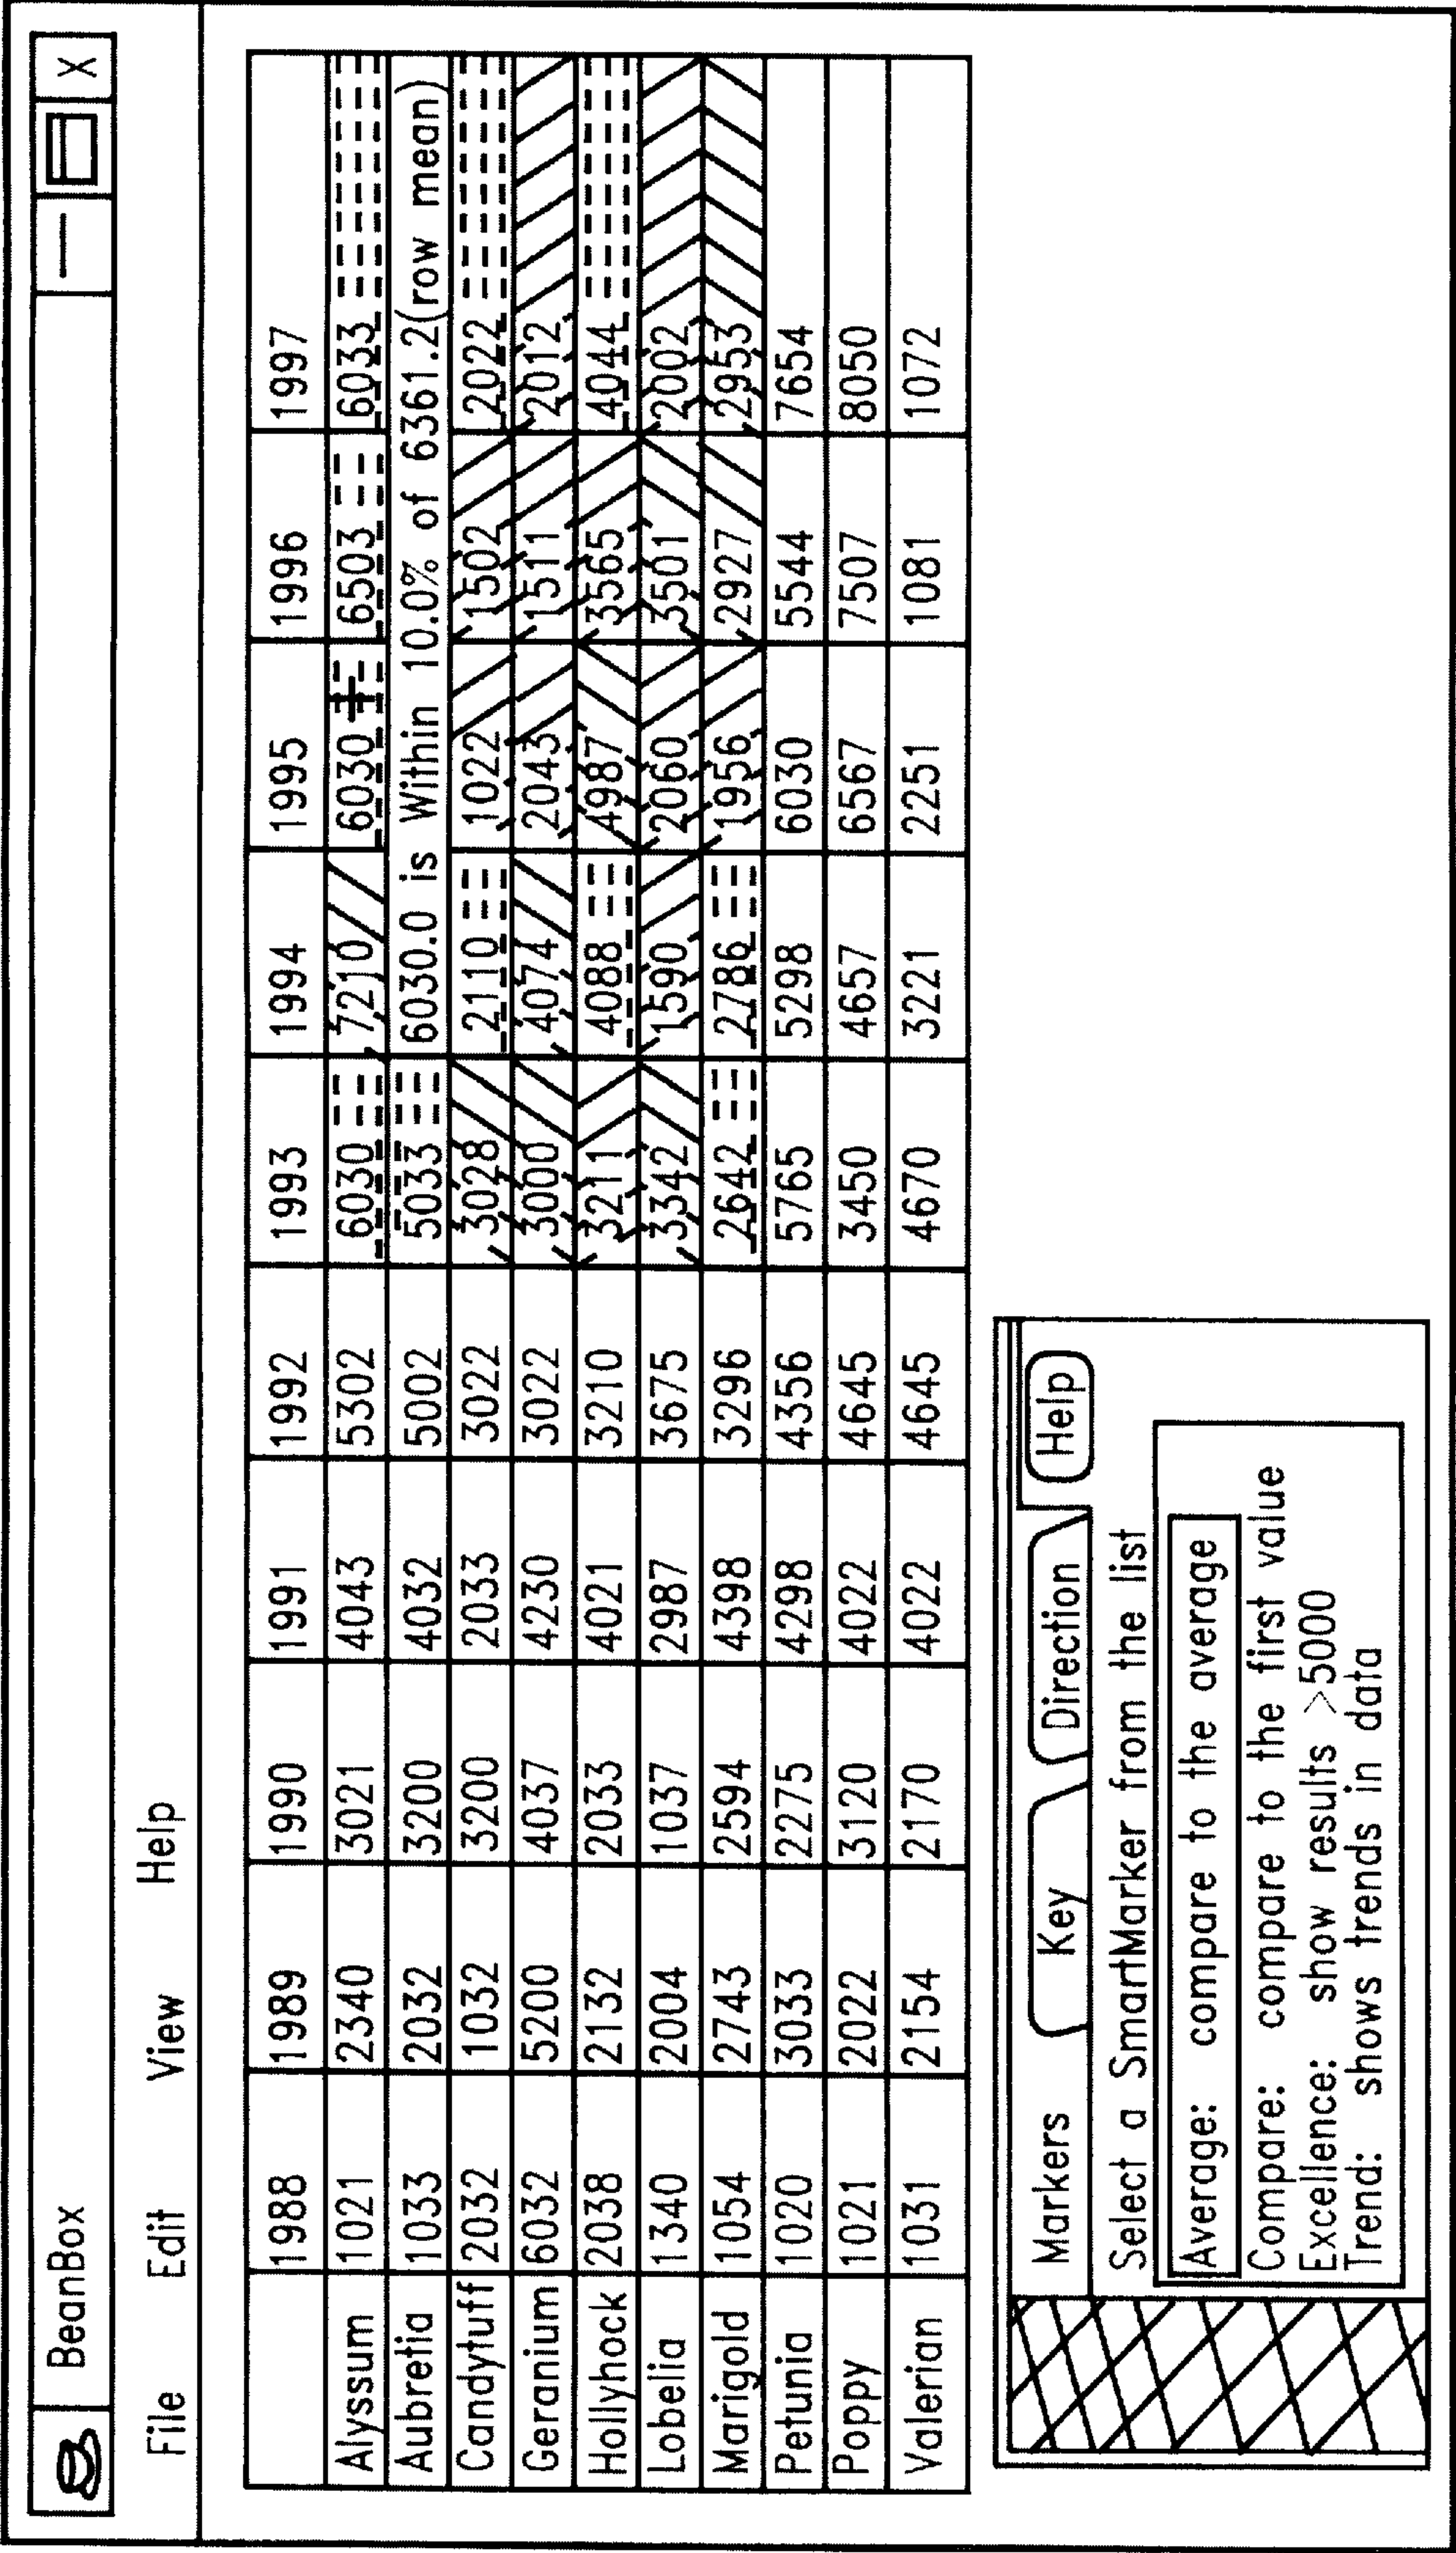 BeanBox X
File Edit View Help
1988 1989 1990 1991 1992 1993 1994 1995 1996 1997
Alyssum 1021 2340 3021 4043 5302 6030 7210 6030 6503 6033
Aubretia 1033 2032 3200 4032 5002 5033 6030.0 is Within 10.0% of 6361.2(row mean)
Candytuff 2032 1032 3200 2033 3022 3028 2110 1022 1502 2022
Geranium 6032 5200 4037 4230 3022 3000 4074 2043 1511 2012
Hollyhock 2038 2132 2033 4021 3210 3211 4088 4987 3565 4044
Lobelia 1340 2004 1037 2987 3675 3342 1590 2060 3501 2002
Marigold 1054 2743 2594 4398 3296 2642 2786 1956 2927 2953
Petunia 1020 3033 2275 4298 4356 5765 5298 6030 5544 7654
Poppy 1021 2022 3120 4022 4645 3450 4657 6567 7507 8050
Valerian 1031 2154 2170 4022 4645 4670 3221 2251 1081 1072
Markers Key Direction Help
Select a SmartMarker from the list
Average: compare to the average
Compare: compare to the first value
Excellence: show results >5000
Trend: shows trends in data